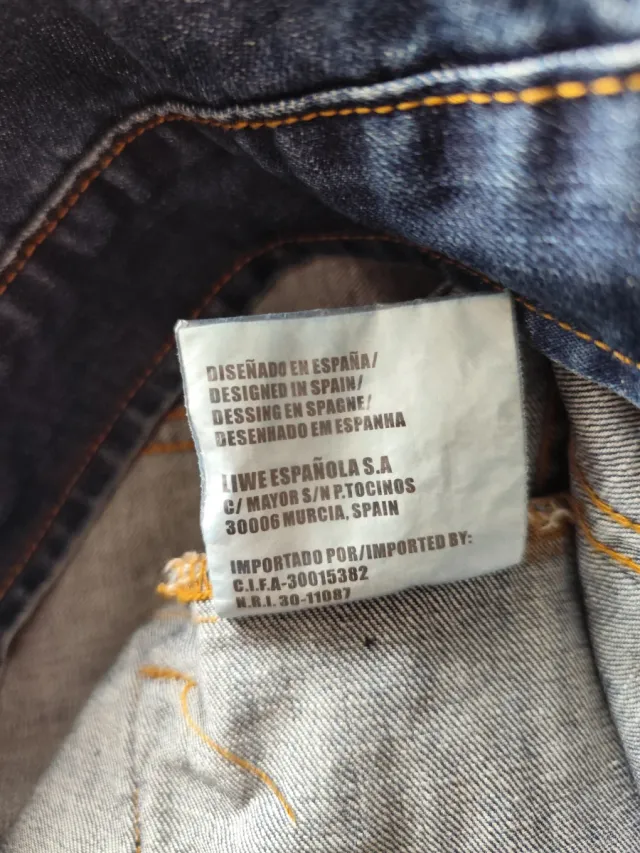 DISEÑADO EN ESPAÑA/
DESIGNED IN SPAIN/
DESSING EN SPAGNE/
DESENHADO EM ESPANHA
LIWE ESPAÑOLA S.A
C/ MAYOR S/N P.TOCINOS
30006 MURCIA, SPAIN
IMPORTADO POR/IMPORTED BY:
C.I.F.A-30015382
N.R.I. 30-11087